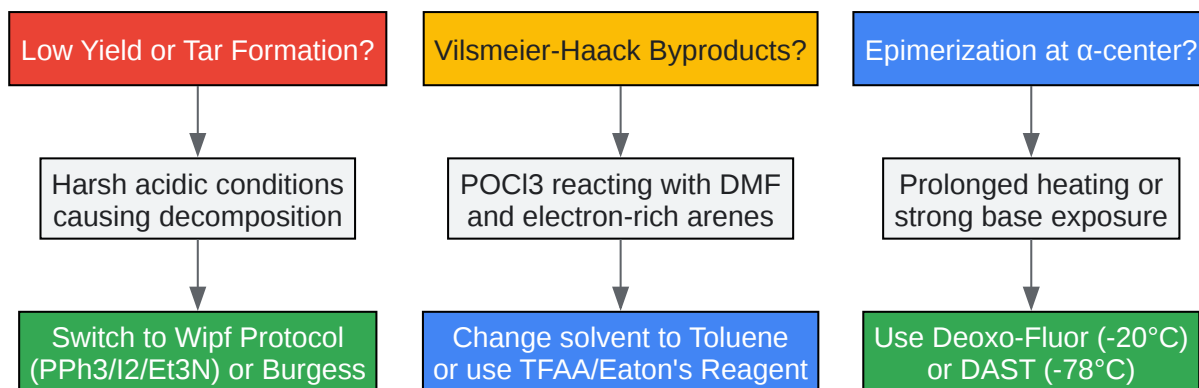 Low Yield or Tar Formation?
Harsh acidic conditions
causing decomposition
Switch to Wipf Protocol
(PPh3/I2/Et3N) or Burgess
Vilsmeier-Haack Byproducts?
POCl3 reacting with DMF
and electron-rich arenes
Change solvent to Toluene
or use TFAA/Eaton's Reagent
Epimerization at α-center?
Prolonged heating or
strong base exposure
Use Deoxo-Fluor (-20°C)
or DAST (-78°C)